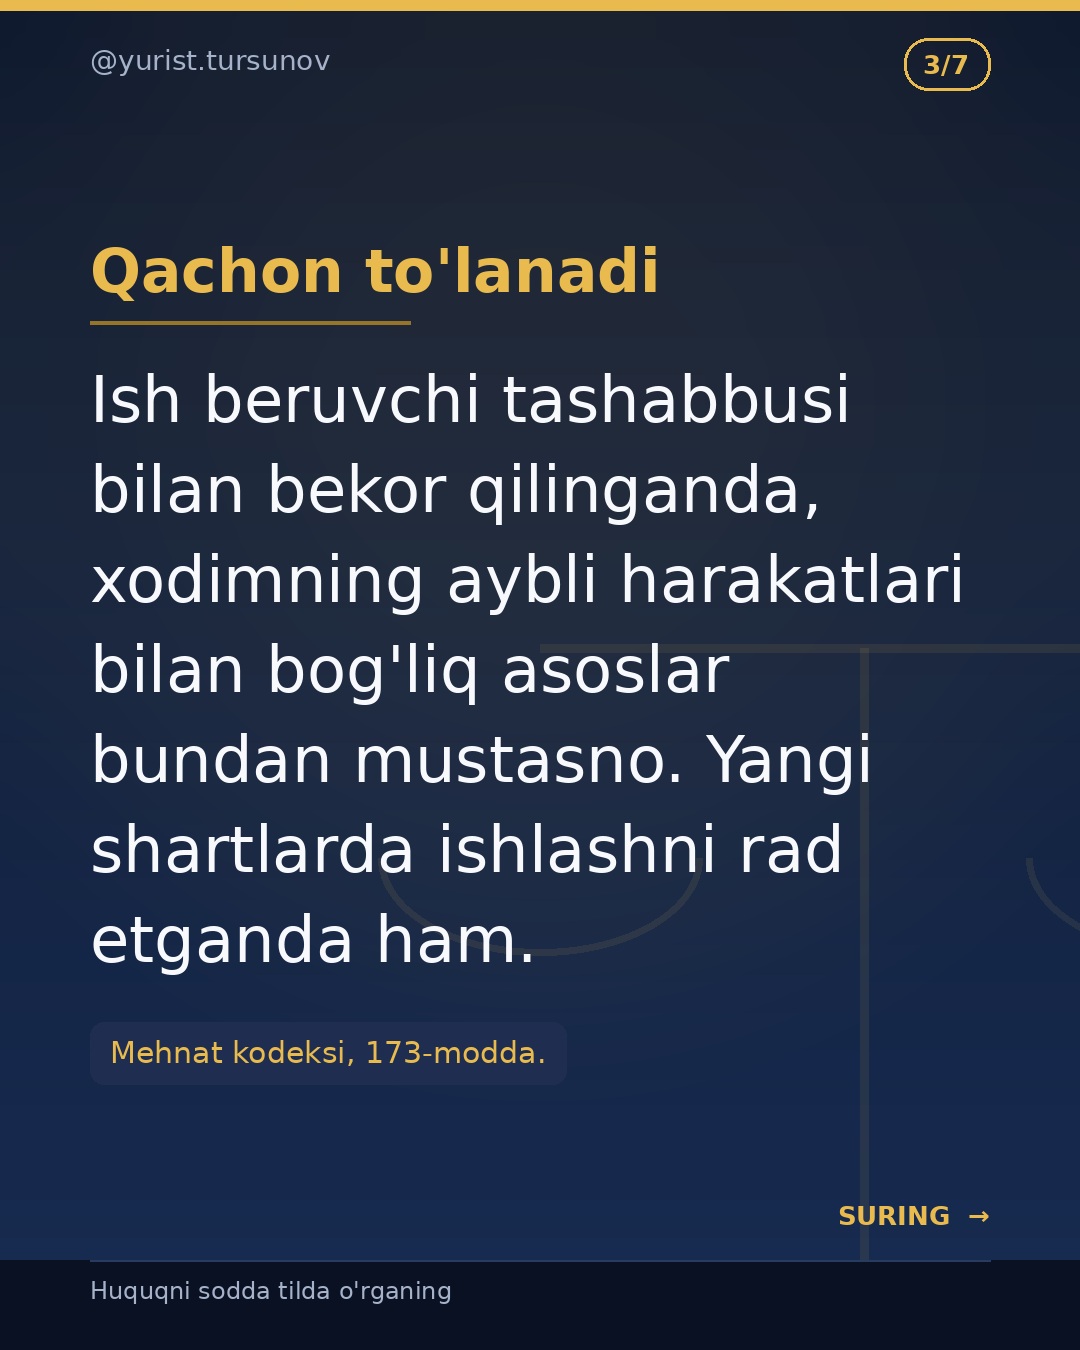 @yurist.tursunov
3/7
Qachon to'lanadi
Ish beruvchi tashabbusi
bilan bekor qilinganda,
xodimning aybli harakatlari
bilan bog'liq asoslar
bundan mustasno. Yangi
shartlarda ishlashni rad
etganda ham.
Mehnat kodeksi, 173-modda.
SURING →
Huquqni sodda tilda o'rganing